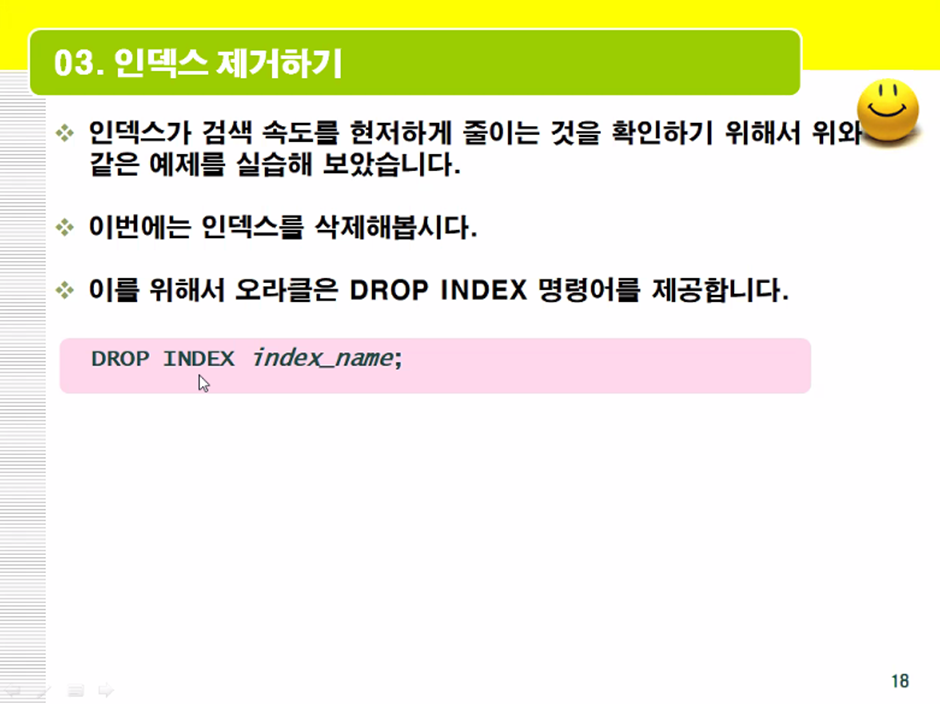 03. 인덱스 제거하기
인덱스가 검색 속도를 현저하게 줄이는 것을 확인하기 위해서 위와
같은 예제를 실습해 보았습니다.
이번에는 인덱스를 삭제해봅시다.
이를 위해서 오라클은 DROP INDEX 명령어를 제공합니다.
DROP INDEX index_name;
18